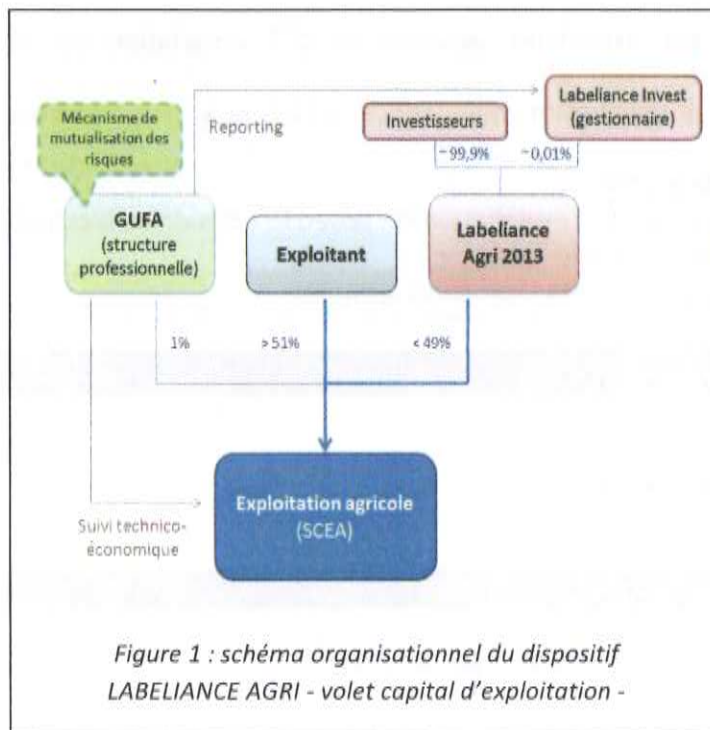 Mécanisme de
mutualisation des
risques
Reporting
Investisseurs
Labeliance Invest
(gestionnaire)
~99,9%
~0,01%
GUFA
(structure
professionnelle)
Exploitant
Labeliance
Agri 2013
1%
> 51%
< 49%
Exploitation agricole
(SCEA)
Suivi technico-
économique
Figure 1 : schéma organisationnel du dispositif
LABELIANCE AGRI - volet capital d'exploitation -